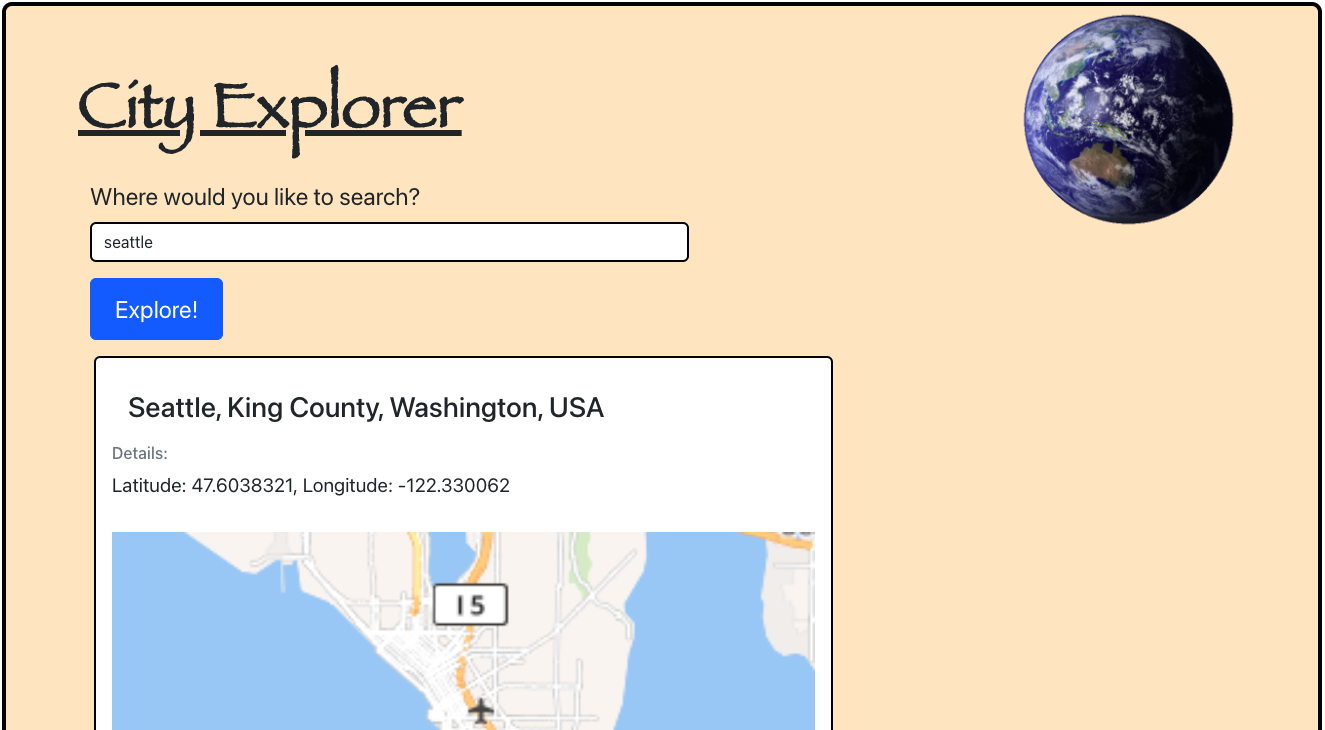 City Explorer
Where would you like to search?
seattle
Explore!
Seattle, King County, Washington, USA
Details:
Latitude: 47.6038321, Longitude: -122.330062
I 5